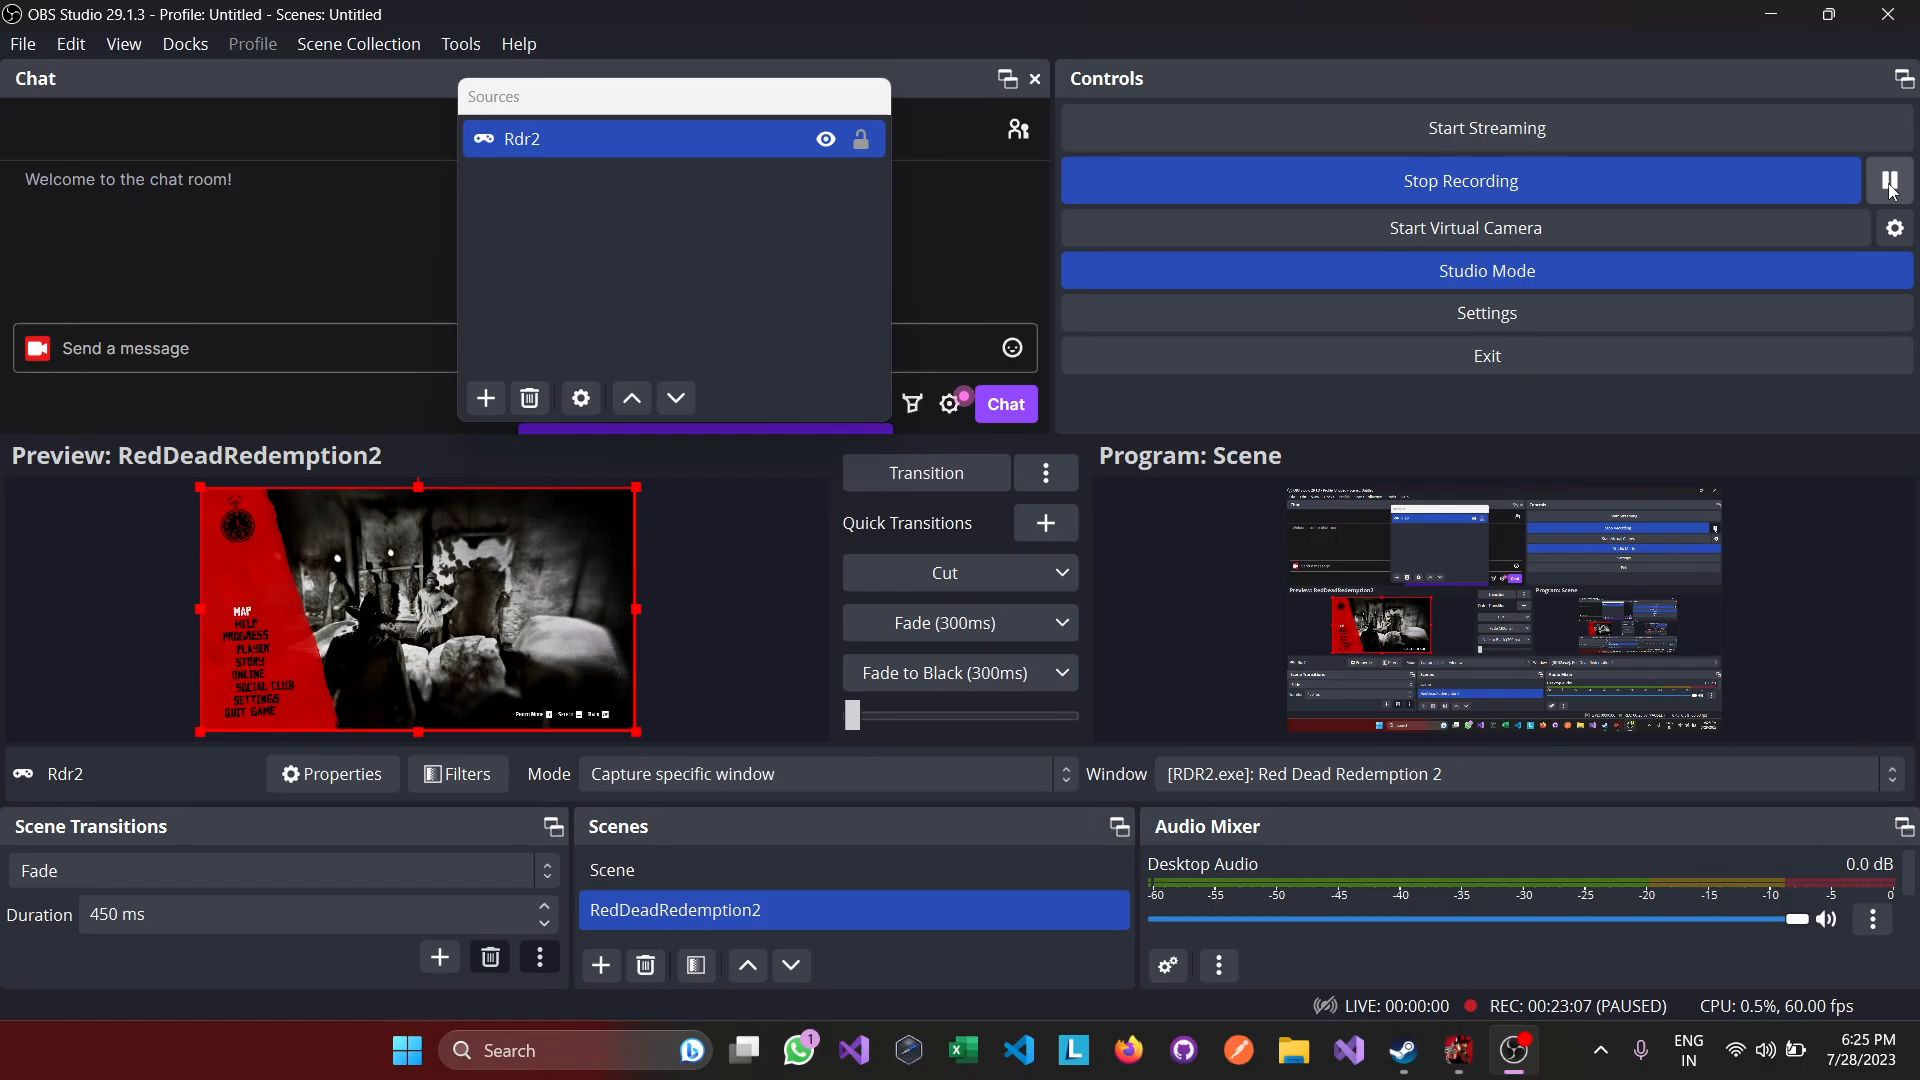 OBS Studio 29.1.3 - Profile: Untitled - Scenes: Untitled
File Edit View Docks Profile Scene Collection Tools Help
Chat
Sources
Rdr2
Welcome to the chat room!
Send a message
Chat
Controls
Start Streaming
Stop Recording
Start Virtual Camera
Studio Mode
Settings
Exit
Preview: RedDeadRedemption2
MAP
HELP
PROGRESS
PLAYER
STORY
ONLINE
SOCIAL CLUB
SETTINGS
QUIT GAME
Photo Mode Select Back
Transition
Quick Transitions
Cut
Fade (300ms)
Fade to Black (300ms)
Program: Scene
Rdr2 Properties Filters Mode Capture specific window Window [RDR2.exe]: Red Dead Redemption 2
Scene Transitions
Fade
Duration 450 ms
Scenes
Scene
RedDeadRedemption2
Audio Mixer
Desktop Audio 0.0 dB
-60 -55 -50 -45 -40 -35 -30 -25 -20 -15 -10 -5 0
LIVE: 00:00:00 REC: 00:23:07 (PAUSED) CPU: 0.5%, 60.00 fps
Search
1
ENG
IN
6:25 PM
7/28/2023